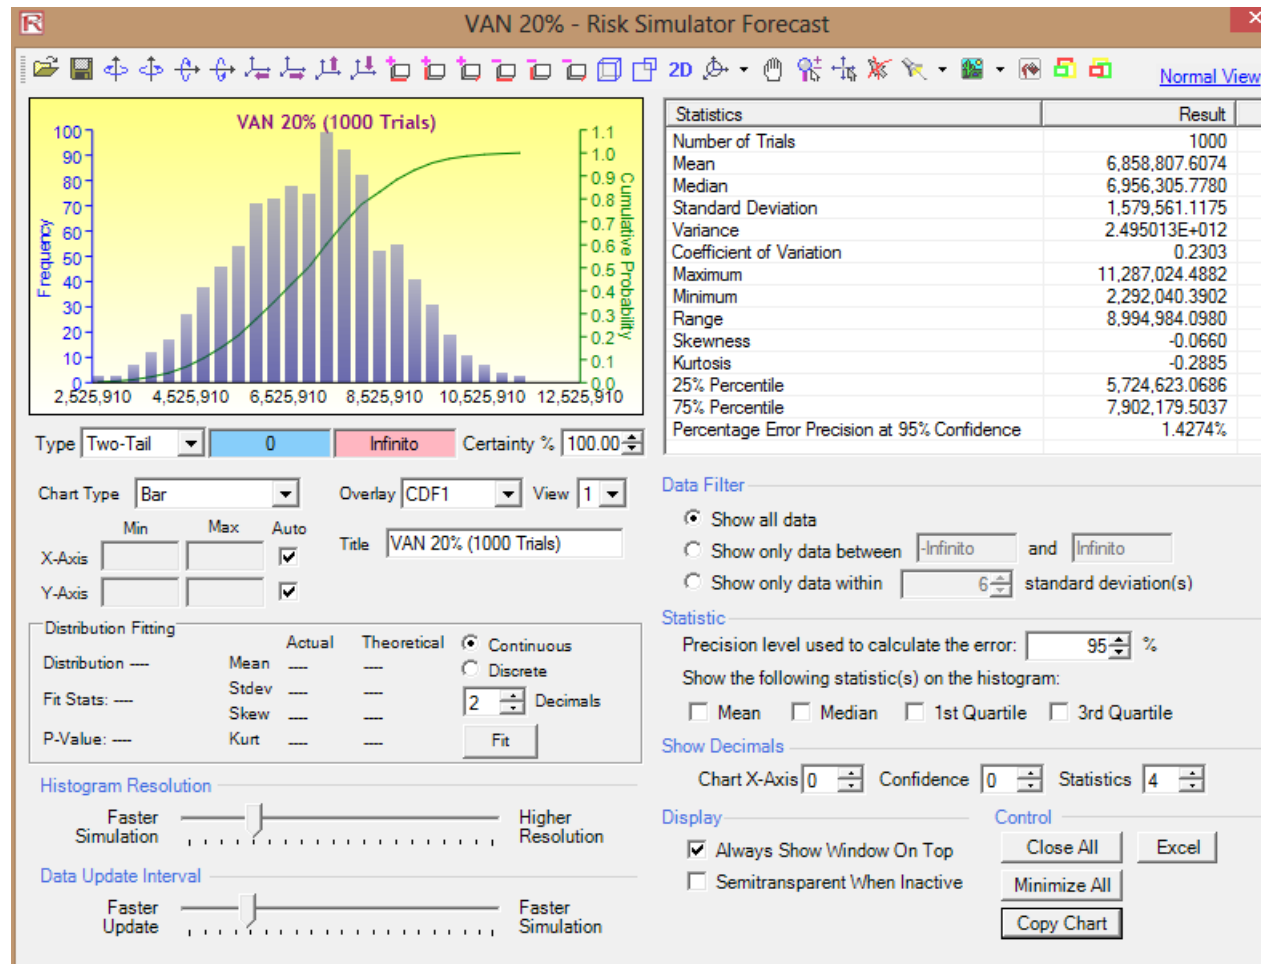 VAN 20% - Risk Simulator Forecast
2D
Normal View
VAN 20% (1000 Trials)
100
90
80
70
60
50
40
30
20
10
0
Frequency
1.1
1.0
0.9
0.8
0.7
0.6
0.5
0.4
0.3
0.2
0.1
0.0
Cumulative Probability
2,525,910 4,525,910 6,525,910 8,525,910 10,525,910 12,525,910
Type Two-Tail 0 Infinito Certainty % 100.00
Statistics Result
Number of Trials 1000
Mean 6,858,807.6074
Median 6,956,305.7780
Standard Deviation 1,579,561.1175
Variance 2.495013E+012
Coefficient of Variation 0.2303
Maximum 11,287,024.4882
Minimum 2,292,040.3902
Range 8,994,984.0980
Skewness -0.0660
Kurtosis -0.2885
25% Percentile 5,724,623.0686
75% Percentile 7,902,179.5037
Percentage Error Precision at 95% Confidence 1.4274%
Chart Type Bar Overlay CDF1 View 1
Min Max Auto
X-Axis
Y-Axis
Title VAN 20% (1000 Trials)
Distribution Fitting
Actual Theoretical
Distribution ----
Mean ---- ----
Fit Stats: ----
Stdev ---- ----
Skew ---- ----
P-Value: ----
Kurt ---- ----
Continuous
Discrete
2 Decimals
Fit
Histogram Resolution
Faster Simulation
Higher Resolution
Data Update Interval
Faster Update
Faster Simulation
Data Filter
Show all data
Show only data between -Infinito and Infinito
Show only data within 6 standard deviation(s)
Statistic
Precision level used to calculate the error: 95 %
Show the following statistic(s) on the histogram:
Mean Median 1st Quartile 3rd Quartile
Show Decimals
Chart X-Axis 0 Confidence 0 Statistics 4
Display
Always Show Window On Top
Semitransparent When Inactive
Control
Close All Excel
Minimize All
Copy Chart